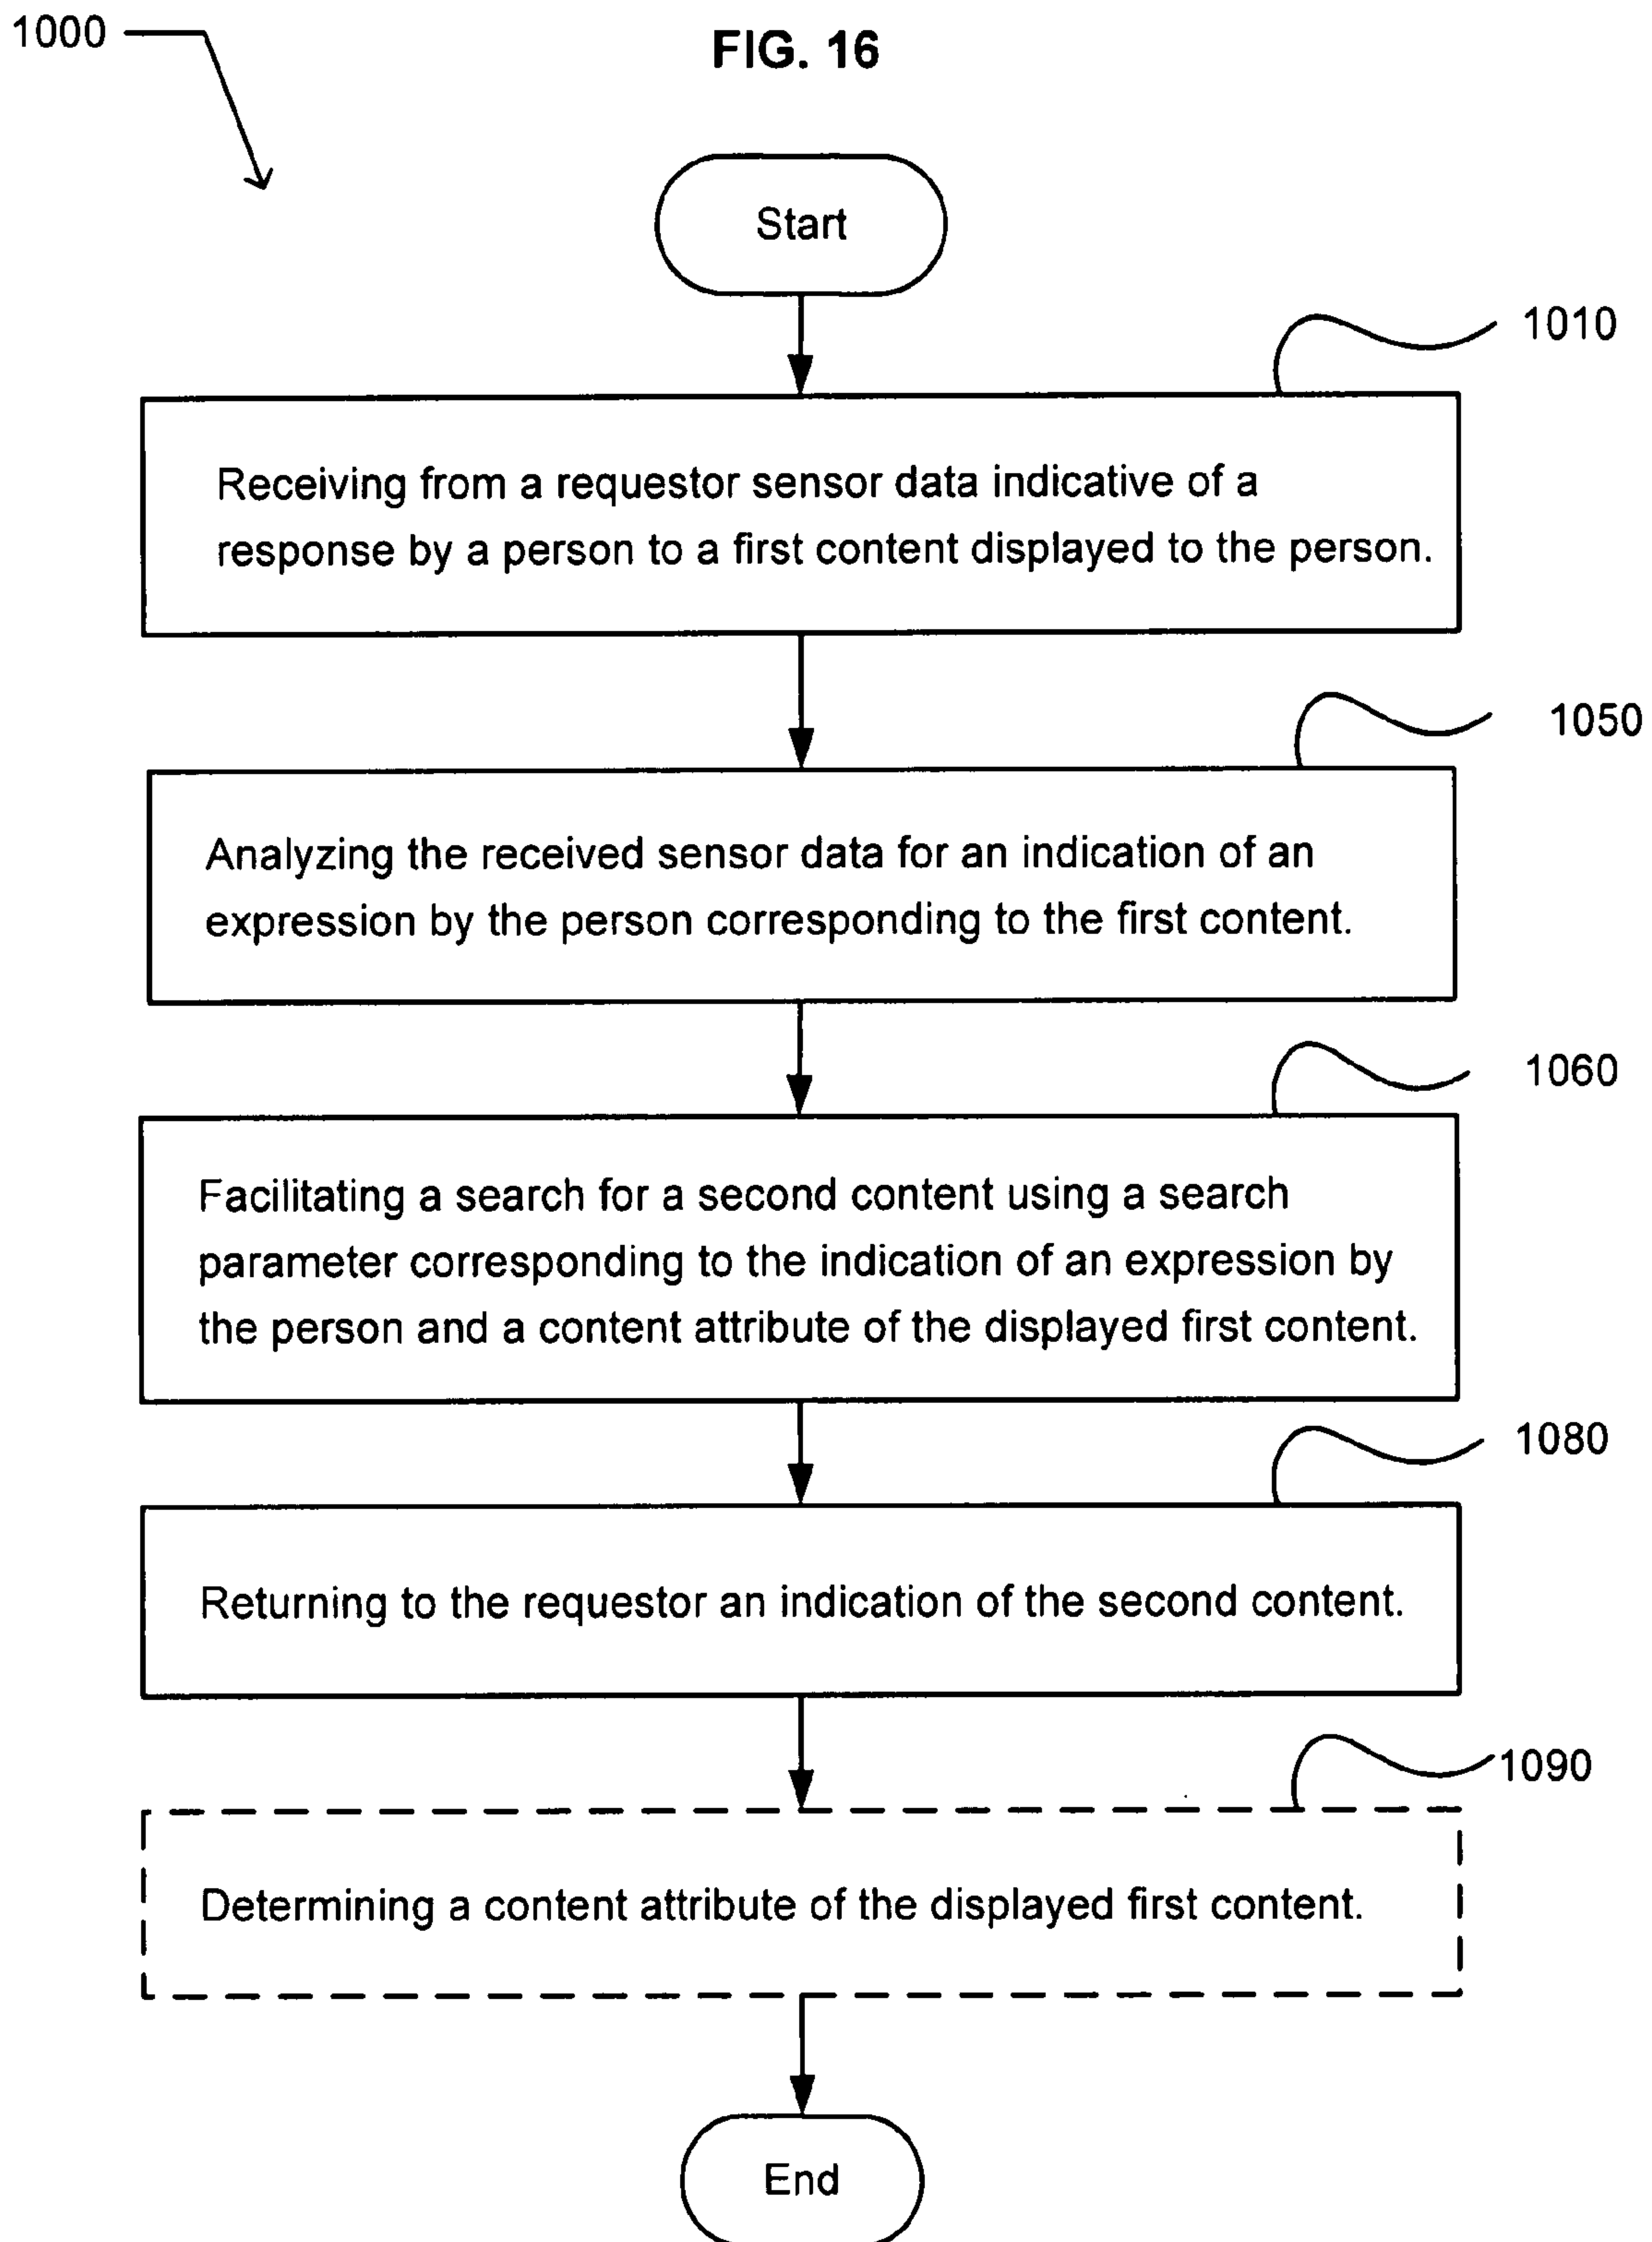 1000
FIG. 16
Start
1010
Receiving from a requestor sensor data indicative of a
response by a person to a first content displayed to the person.
1050
Analyzing the received sensor data for an indication of an
expression by the person corresponding to the first content.
1060
Facilitating a search for a second content using a search
parameter corresponding to the indication of an expression by
the person and a content attribute of the displayed first content.
1080
Returning to the requestor an indication of the second content.
1090
Determining a content attribute of the displayed first content.
End